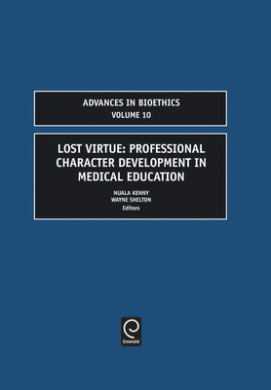 ADVANCES IN BIOETHICS
VOLUME 10
LOST VIRTUE: PROFESSIONAL
CHARACTER DEVELOPMENT IN
MEDICAL EDUCATION
NUALA KENNY
WAYNE SHELTON
Editors
Emerald